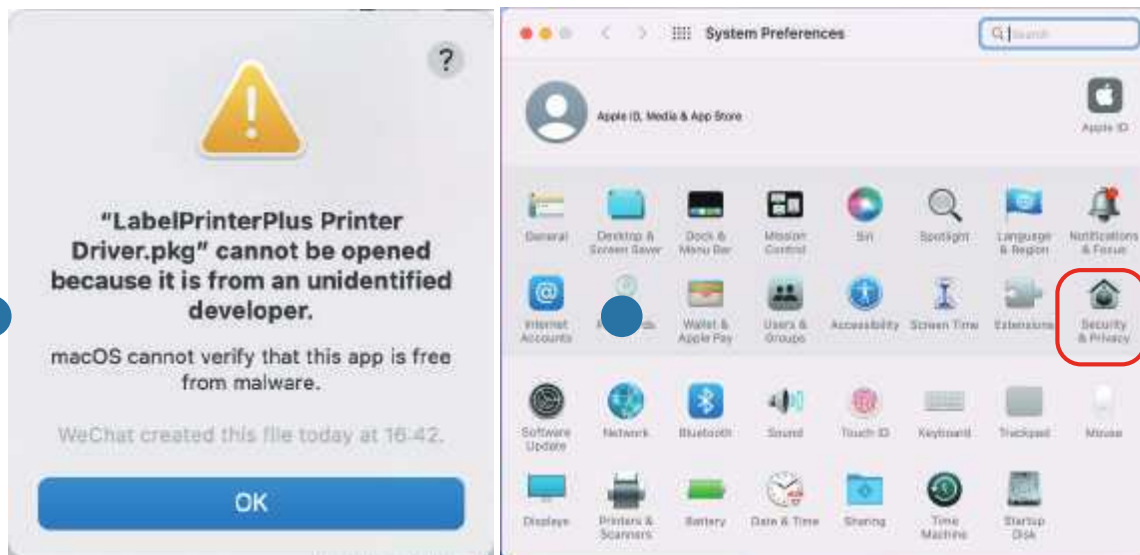 ?
“LabelPrinterPlus Printer
Driver.pkg” cannot be opened
because it is from an unidentified
developer.
macOS cannot verify that this app is free
from malware.
WeChat created this file today at 16:42.
OK
System Preferences
Search
Apple ID, Media & App Store
Apple ID
General
Desktop &
Screen Saver
Dock &
Menu Bar
Mission
Control
Siri
Spotlight
Language
& Region
Notifications
& Focus
Internet
Accounts
Wallet &
Apple Pay
Users &
Groups
Accessibility
Screen Time
Extensions
Security
& Privacy
Software
Update
Network
Bluetooth
Sound
Touch ID
Keyboard
Trackpad
Mouse
Displays
Printers &
Scanners
Battery
Date & Time
Sharing
Time
Machine
Startup
Disk